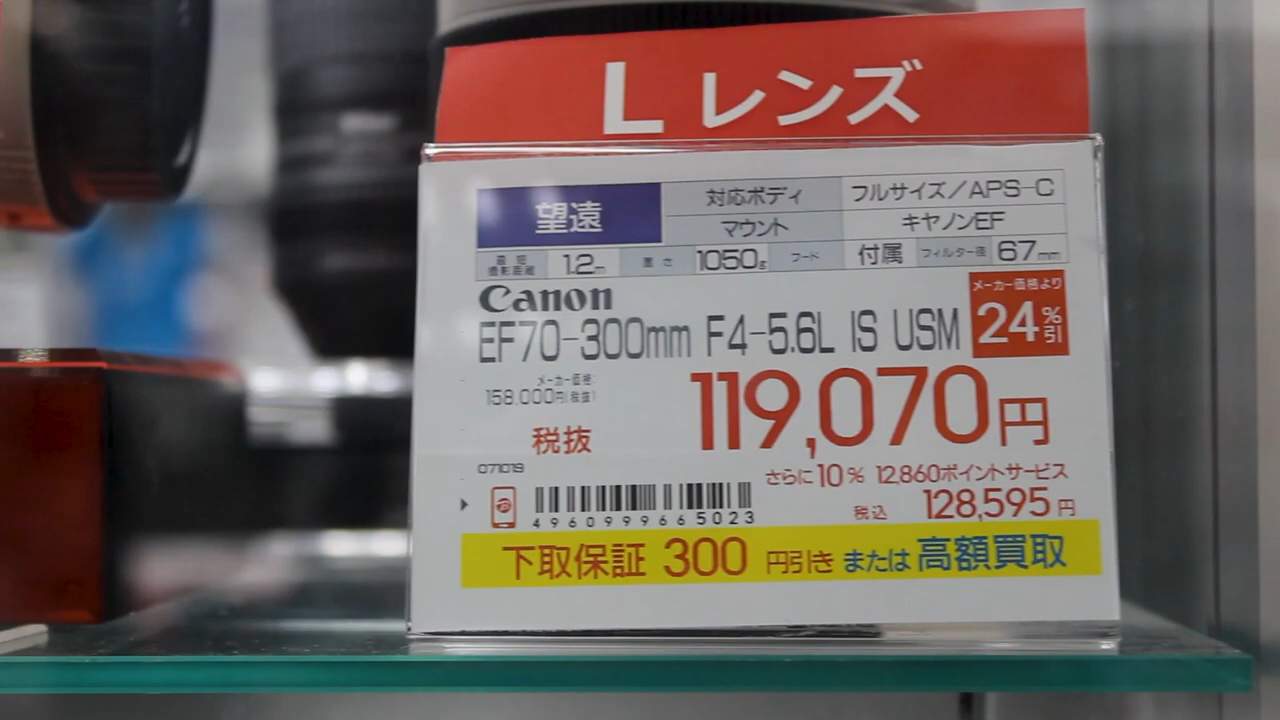 L レンズ
望遠 対応ボディ フルサイズ/APS-C
マウント キヤノンEF
最短撮影距離 1.2m 重さ 1050g フード 付属 フィルター径 67mm
Canon
メーカー価格より
24%引
EF70-300mm F4-5.6L IS USM
メーカー価格:
158,000円(税抜)
税抜 119,070円
071019
さらに10% 12,860ポイントサービス
税込 128,595円
4960999665023
下取保証 300円引き または 高額買取